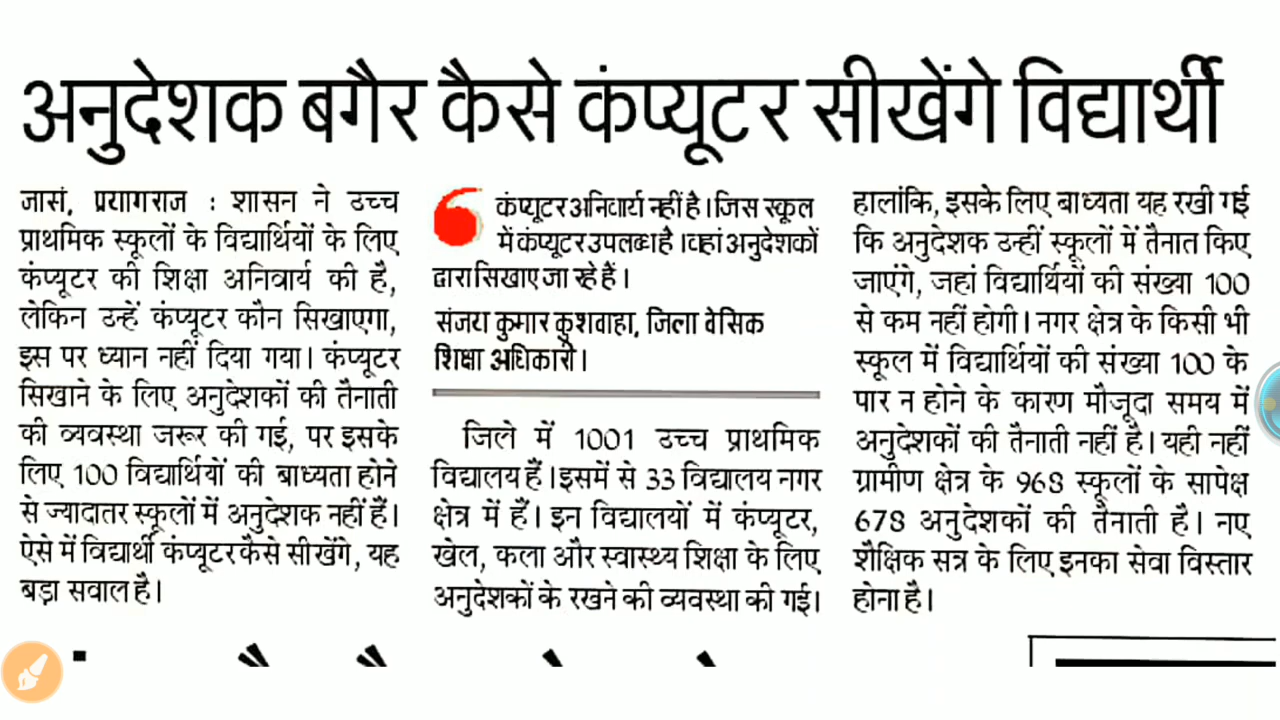 अनुदेशक बगैर कैसे कंप्यूटर सीखेंगे विद्यार्थी
जासं, प्रयागराज : शासन ने उच्च
प्राथमिक स्कूलों के विद्यार्थियों के लिए
कंप्यूटर की शिक्षा अनिवार्य की है,
लेकिन उन्हें कंप्यूटर कौन सिखाएगा,
इस पर ध्यान नहीं दिया गया। कंप्यूटर
सिखाने के लिए अनुदेशकों की तैनाती
की व्यवस्था जरूर की गई, पर इसके
लिए 100 विद्यार्थियों की बाध्यता होने
से ज्यादातर स्कूलों में अनुदेशक नहीं हैं।
ऐसे में विद्यार्थी कंप्यूटर कैसे सीखेंगे, यह
बड़ा सवाल है।
कंप्यूटर अनिवार्य नहीं है। जिस स्कूल
में कंप्यूटर उपलब्ध है। वहां अनुदेशकों
द्वारा सिखाए जा रहे हैं।
संजय कुमार कुशवाहा, जिला बेसिक
शिक्षा अधिकारी।
जिले में 1001 उच्च प्राथमिक
विद्यालय हैं। इसमें से 33 विद्यालय नगर
क्षेत्र में हैं। इन विद्यालयों में कंप्यूटर,
खेल, कला और स्वास्थ्य शिक्षा के लिए
अनुदेशकों के रखने की व्यवस्था की गई।
हालांकि, इसके लिए बाध्यता यह रखी गई
कि अनुदेशक उन्हीं स्कूलों में तैनात किए
जाएंगे, जहां विद्यार्थियों की संख्या 100
से कम नहीं होगी। नगर क्षेत्र के किसी भी
स्कूल में विद्यार्थियों की संख्या 100 के
पार न होने के कारण मौजूदा समय में
अनुदेशकों की तैनाती नहीं है। यही नहीं
ग्रामीण क्षेत्र के 968 स्कूलों के सापेक्ष
678 अनुदेशकों की तैनाती है। नए
शैक्षिक सत्र के लिए इनका सेवा विस्तार
होना है।